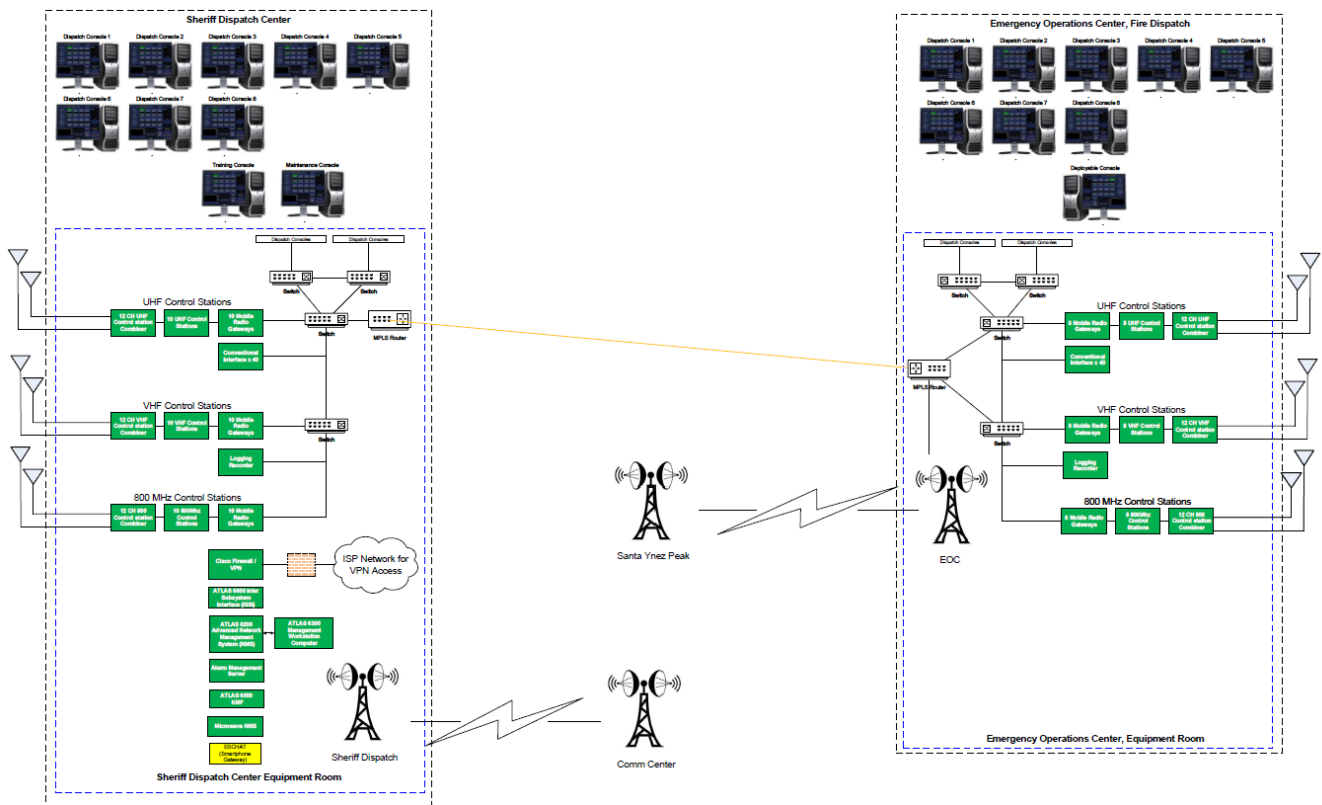 Sheriff Dispatch Center
Dispatch Console 1
Dispatch Console 2
Dispatch Console 3
Dispatch Console 4
Dispatch Console 5
Dispatch Console 6
Dispatch Console 7
Dispatch Console 8
Training Console
Maintenance Console
Dispatch Consoles
Dispatch Consoles
Switch
Switch
UHF Control Stations
12 CH UHF
Control station
Combiner
10 UHF Control
Stations
10 Mobile
Radio
Gateways
Switch
MPLS Router
Conventional
Interface x 40
VHF Control Stations
12 CH VHF
Control station
Combiner
10 VHF Control
Stations
10 Mobile
Radio
Gateways
Switch
Logging
Recorder
800 MHz Control Stations
12 CH 800
Control station
Combiner
10 800Mhz
Control
Stations
10 Mobile
Radio
Gateways
Cisco Firewall /
VPN
ISP Network for
VPN Access
ATLAS 6600 Inter
Subsystem
Interface (ISSI)
ATLAS 6200
Advanced Network
Management
System (NMS)
ATLAS 6300
Management
Workstation
Computer
Alarm Management
Server
ATLAS 6500
KMF
Microwave NMS
ESCHAT
(Smartphone
Gateway)
Sheriff Dispatch
Sheriff Dispatch Center Equipment Room
Santa Ynez Peak
Comm Center
Emergency Operations Center, Fire Dispatch
Dispatch Console 1
Dispatch Console 2
Dispatch Console 3
Dispatch Console 4
Dispatch Console 5
Dispatch Console 6
Dispatch Console 7
Dispatch Console 8
Deployable Console
Dispatch Consoles
Dispatch Consoles
Switch
Switch
UHF Control Stations
Switch
8 Mobile Radio
Gateways
8 UHF Control
Stations
12 CH UHF
Control station
Combiner
Conventional
Interface x 40
MPLS Router
VHF Control Stations
Switch
8 Mobile Radio
Gateways
8 VHF Control
Stations
12 CH VHF
Control station
Combiner
Logging
Recorder
800 MHz Control Stations
8 Mobile Radio
Gateways
8 800Mhz
Control
Stations
12 CH 800
Control station
Combiner
EOC
Emergency Operations Center, Equipment Room